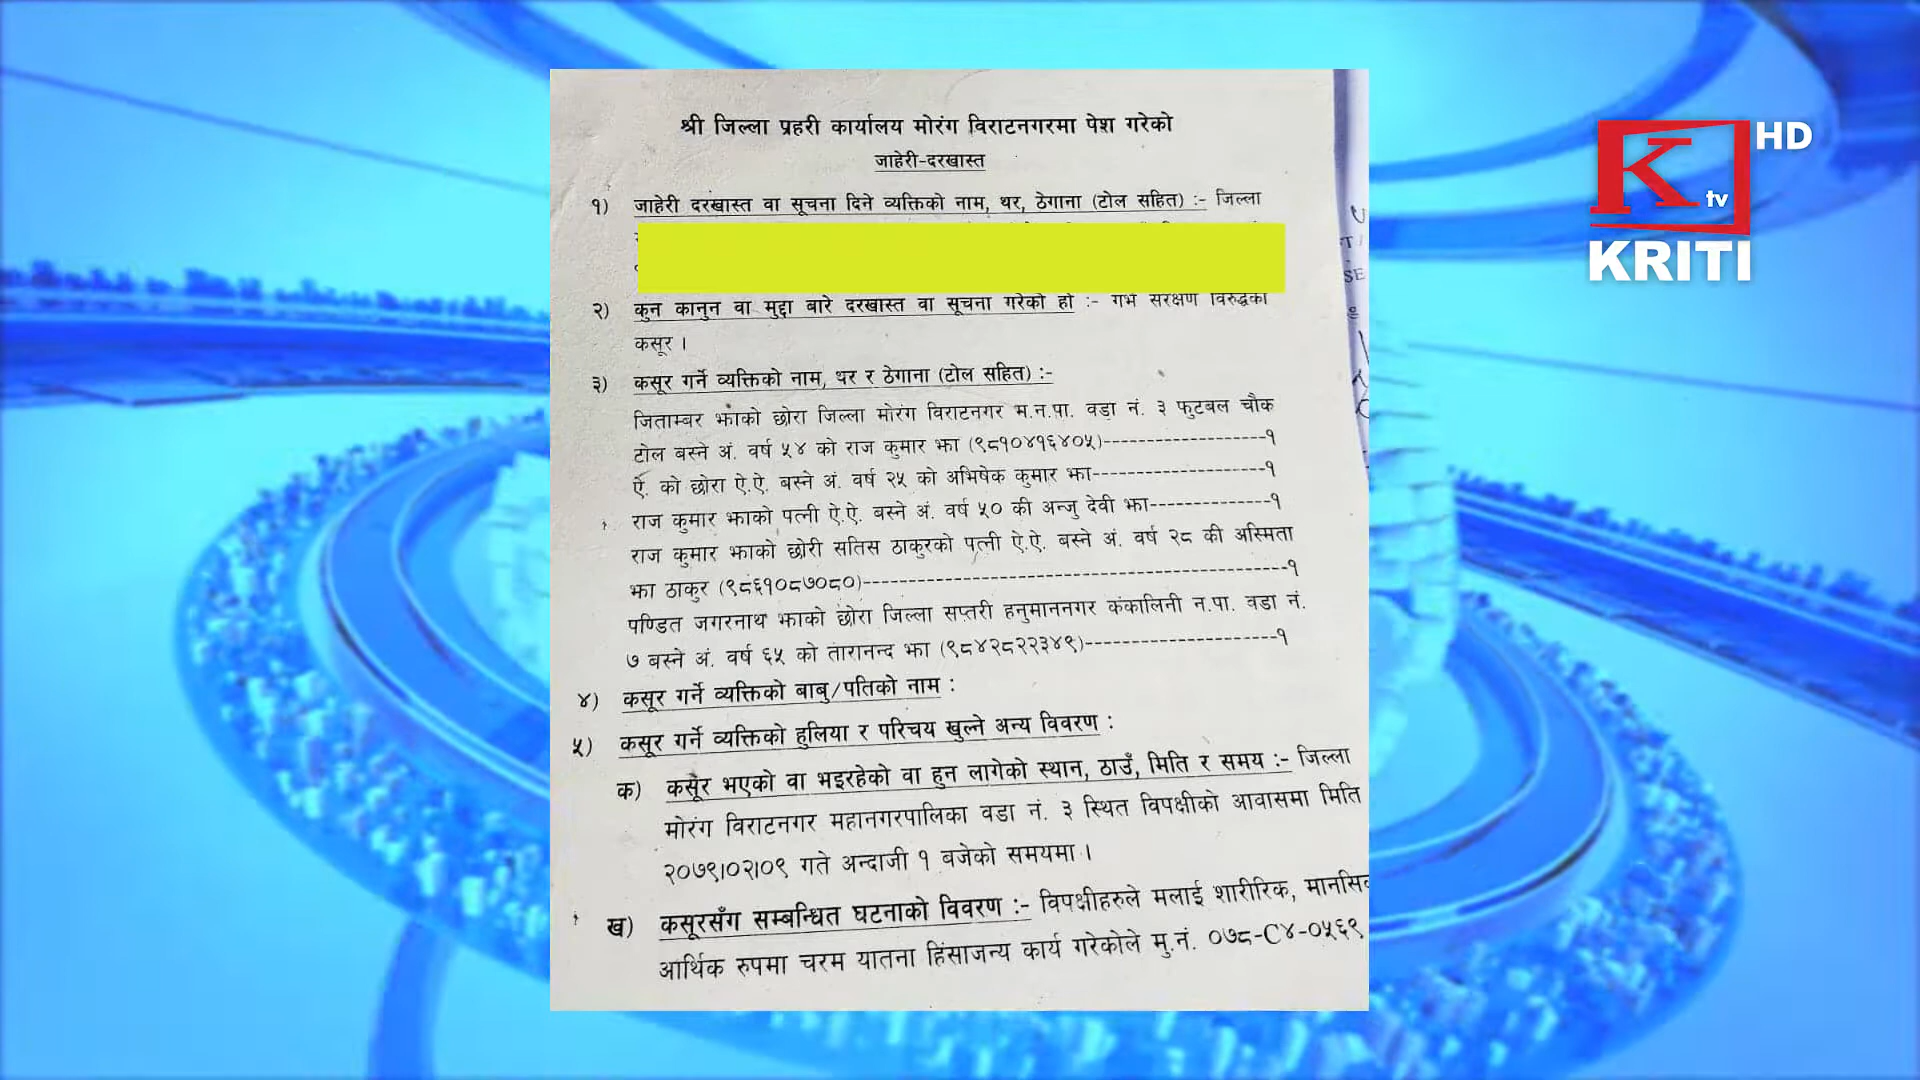 श्री जिल्ला प्रहरी कार्यालय मोरंग विराटनगरमा पेश गरेको
जाहेरी-दरखास्त
१) जाहेरी दरखास्त वा सूचना दिने व्यक्तिको नाम, थर, ठेगाना (टोल सहित) :- जिल्ला
२) कुन कानुन वा मुद्दा बारे दरखास्त वा सूचना गरेको हो :- गर्भ संरक्षण विरुद्धको
कसूर ।
३) कसूर गर्ने व्यक्तिको नाम, थर र ठेगाना (टोल सहित) :-
जिताम्बर झाको छोरा जिल्ला मोरंग विराटनगर म.न.पा. वडा नं. ३ फुटबल चौक
टोल बस्ने अं. वर्ष ५४ को राज कुमार झा (९८१०४१६४०५)-------------------१
ऐ. को छोरा ऐ.ऐ. बस्ने अं. वर्ष २५ को अभिषेक कुमार झा-------------------१
राज कुमार झाको पत्नी ऐ.ऐ. बस्ने अं. वर्ष ५० की अन्जु देवी झा--------------१
राज कुमार झाको छोरी सतिस ठाकुरको पत्नी ऐ.ऐ. बस्ने अं. वर्ष २८ की अस्मिता
झा ठाकुर (९८६१०८७०८०)-----------------------------------------------१
पण्डित जगरनाथ झाको छोरा जिल्ला सप्तरी हनुमाननगर कंकालिनी न.पा. वडा नं.
७ बस्ने अं. वर्ष ६५ को तारानन्द झा (९८४२८२२३४९)---------------------१
४) कसूर गर्ने व्यक्तिको बाबु/पतिको नाम :
५) कसूर गर्ने व्यक्तिको हुलिया र परिचय खुल्ने अन्य विवरण :
क) कसूर भएको वा भइरहेको वा हुन लागेको स्थान, ठाउँ, मिति र समय :- जिल्ला
मोरंग विराटनगर महानगरपालिका वडा नं. ३ स्थित विपक्षीको आवासमा मिति
२०७९।०२।०९ गते अन्दाजी १ बजेको समयमा ।
ख) कसूरसँग सम्बन्धित घटनाको विवरण :- विपक्षीहरुले मलाई शारीरिक,
आर्थिक रुपमा चरम यातना हिंसाजन्य कार्य गरेकोले मु.नं. ०७८-C४-०५६९
K tv HD
KRITI